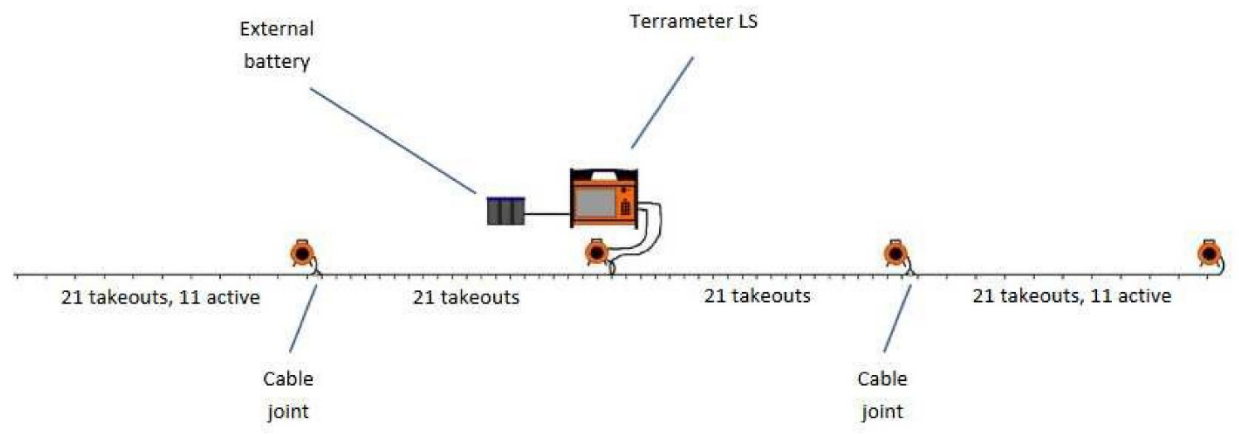 External
battery
Terrameter LS
21 takeouts, 11 active
21 takeouts
21 takeouts
21 takeouts, 11 active
Cable
joint
Cable
joint